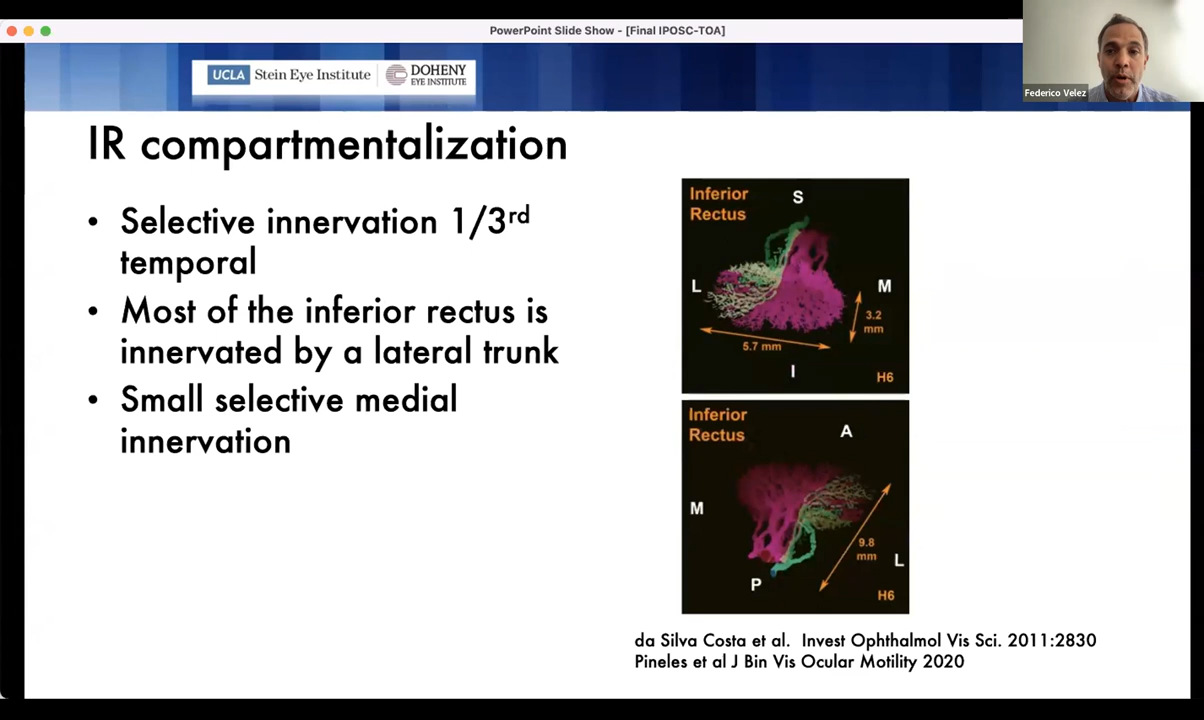 PowerPoint Slide Show - [Final IPOSC-TOA]
UCLA Stein Eye Institute
DOHENY
EYE INSTITUTE
Federico Velez
IR compartmentalization
• Selective innervation 1/3rd
temporal
• Most of the inferior rectus is
innervated by a lateral trunk
• Small selective medial
innervation
Inferior
Rectus
S
L
M
3.2
mm
5.7 mm
I
H6
Inferior
Rectus
A
M
9.8
mm
L
P
H6
da Silva Costa et al. Invest Ophthalmol Vis Sci. 2011:2830
Pineles et al J Bin Vis Ocular Motility 2020